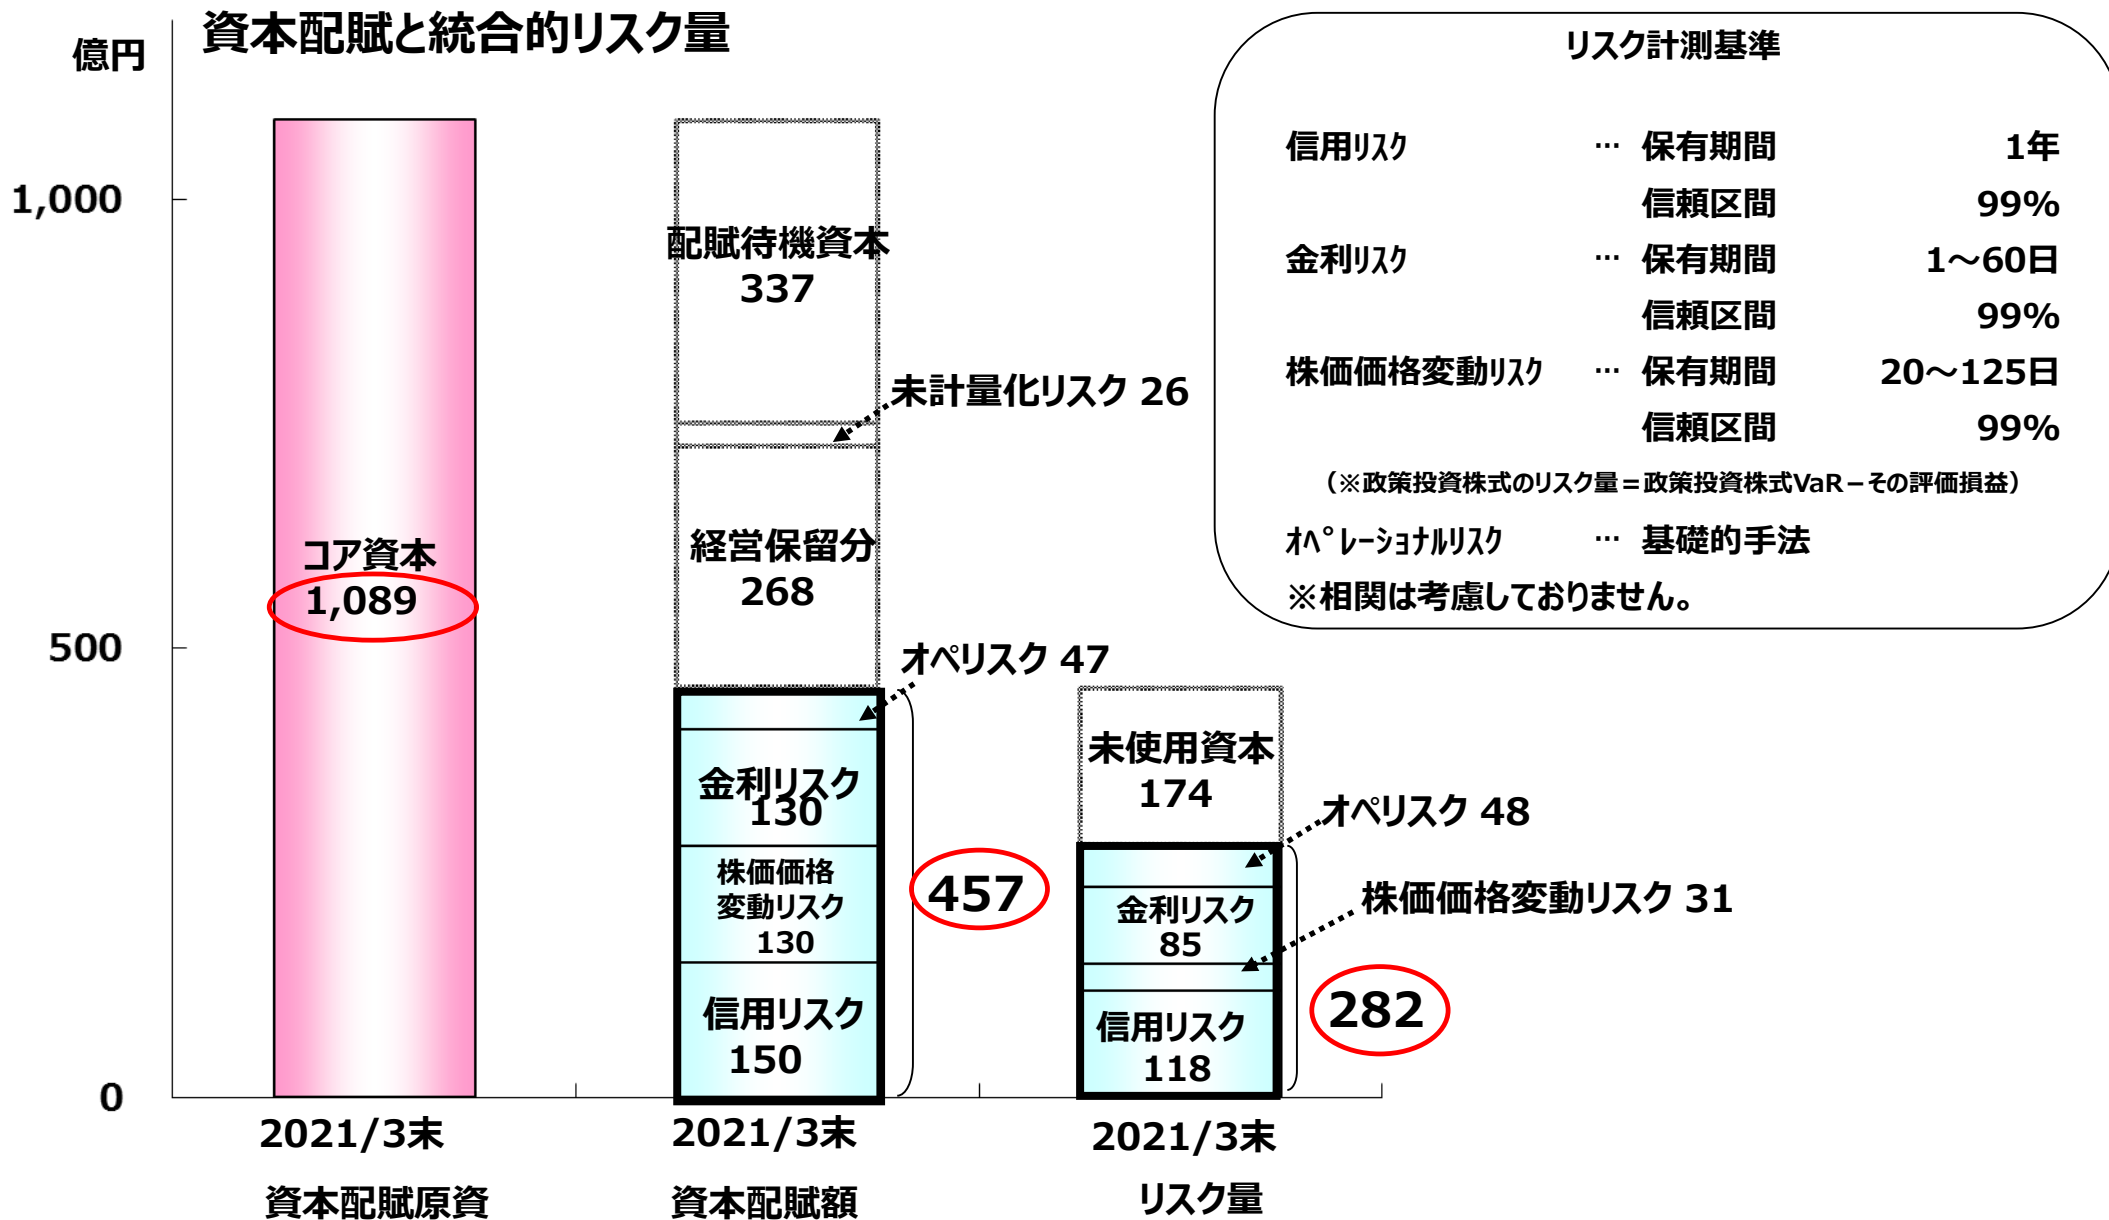 資本配賦と統合的リスク量
億円
1,000
500
0
コア資本
1,089
2021/3末
資本配賦原資
配賦待機資本
337
未計量化リスク 26
経営保留分
268
オペリスク 47
金利リスク
130
株価価格
変動リスク
130
信用リスク
150
457
2021/3末
資本配賦額
未使用資本
174
オペリスク 48
金利リスク
85
株価価格変動リスク 31
信用リスク
118
282
2021/3末
リスク量
リスク計測基準
信用ﾘｽｸ … 保有期間 1年
信頼区間 99%
金利ﾘｽｸ … 保有期間 1～60日
信頼区間 99%
株価価格変動ﾘｽｸ … 保有期間 20～125日
信頼区間 99%
（※政策投資株式のリスク量＝政策投資株式VaR－その評価損益）
ｵﾍﾟﾚｰｼｮﾅﾙﾘｽｸ … 基礎的手法
※相関は考慮しておりません。